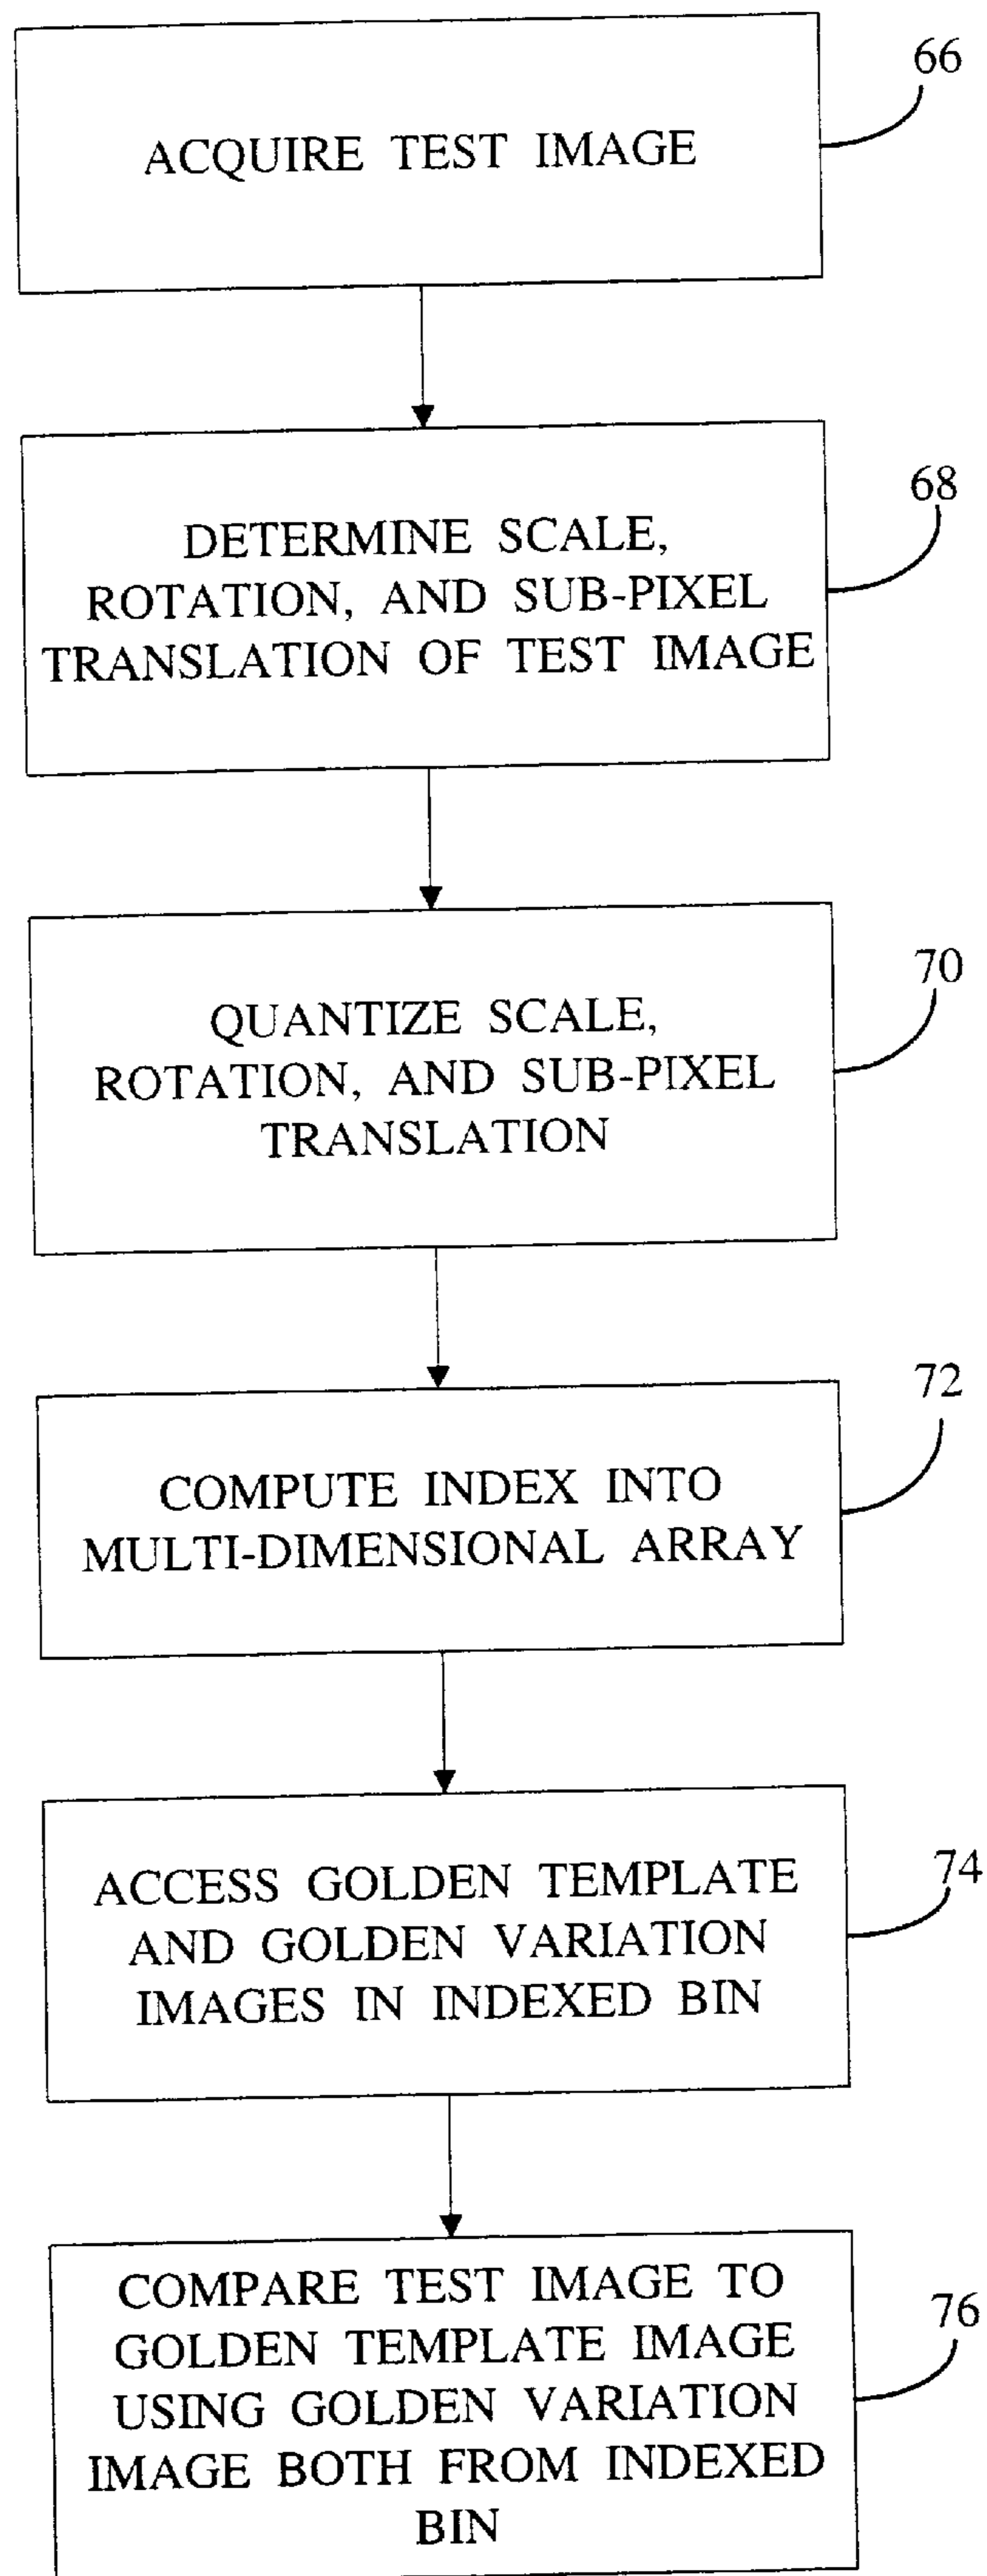 ACQUIRE TEST IMAGE
66
DETERMINE SCALE,
ROTATION, AND SUB-PIXEL
TRANSLATION OF TEST IMAGE
68
QUANTIZE SCALE,
ROTATION, AND SUB-PIXEL
TRANSLATION
70
COMPUTE INDEX INTO
MULTI-DIMENSIONAL ARRAY
72
ACCESS GOLDEN TEMPLATE
AND GOLDEN VARIATION
IMAGES IN INDEXED BIN
74
COMPARE TEST IMAGE TO
GOLDEN TEMPLATE IMAGE
USING GOLDEN VARIATION
IMAGE BOTH FROM INDEXED
BIN
76